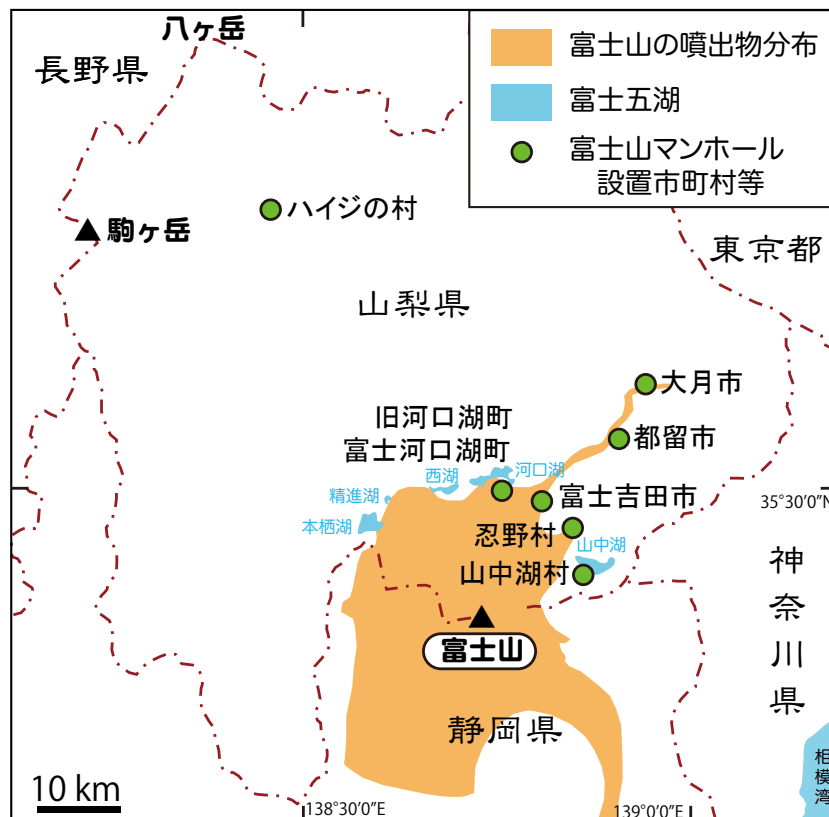 八ヶ岳
長野県
富士山の噴出物分布
富士五湖
富士山マンホール
設置市町村等
ハイジの村
駒ヶ岳
東京都
山梨県
大月市
旧河口湖町
都留市
富士河口湖町
西湖
河口湖
精進湖
富士吉田市
35°30'0"N
本栖湖
忍野村
山中湖
山中湖村
神奈川県
富士山
静岡県
相模湾
10 km
138°30'0"E
139°0'0"E